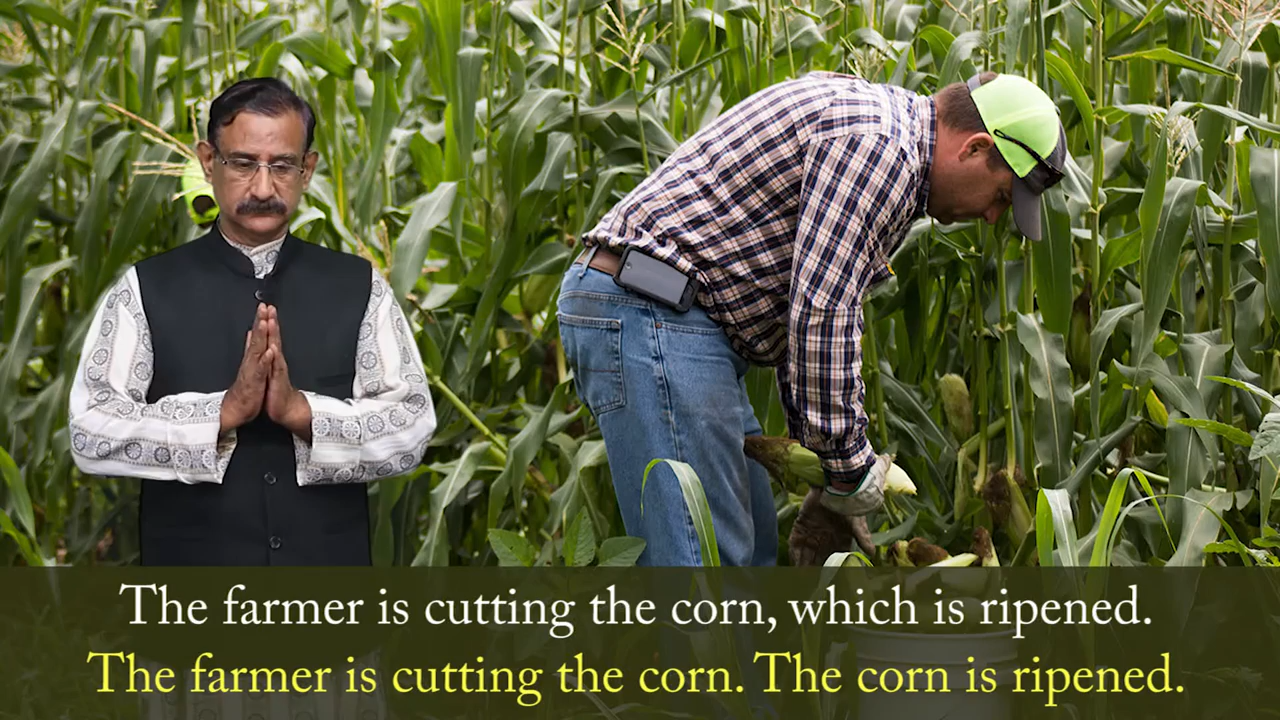 The farmer is cutting the corn, which is ripened.
The farmer is cutting the corn. The corn is ripened.